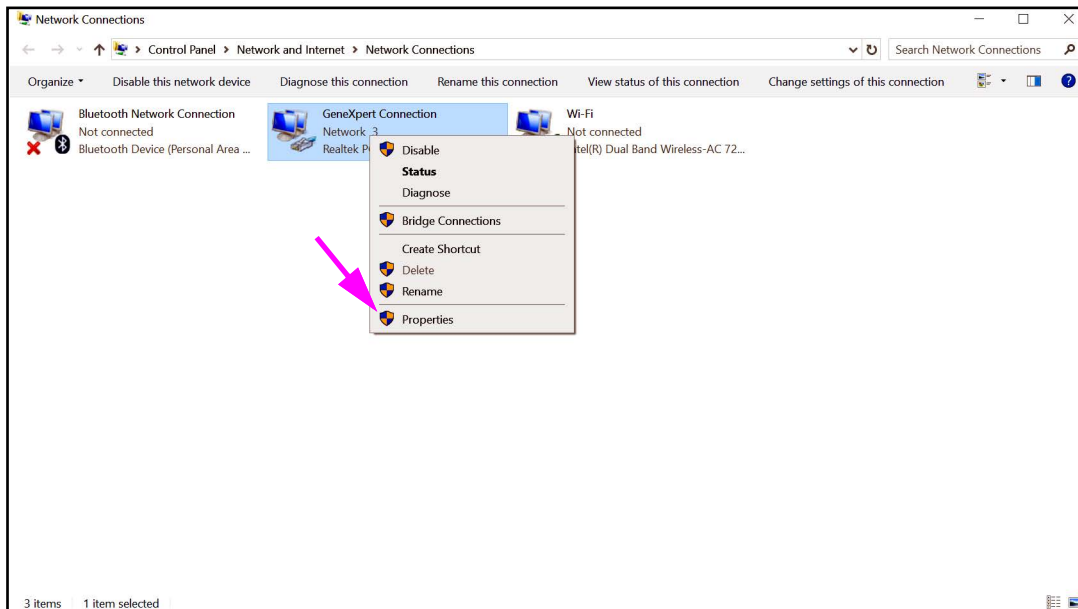 Network Connections
Control Panel > Network and Internet > Network Connections
Search Network Connections
Organize
Disable this network device
Diagnose this connection
Rename this connection
View status of this connection
Change settings of this connection
Bluetooth Network Connection
Not connected
Bluetooth Device (Personal Area ...
GeneXpert Connection
Network 3
Realtek
Wi-Fi
Not connected
Dual Band Wireless-AC 72...
Disable
Status
Diagnose
Bridge Connections
Create Shortcut
Delete
Rename
Properties
3 items
1 item selected